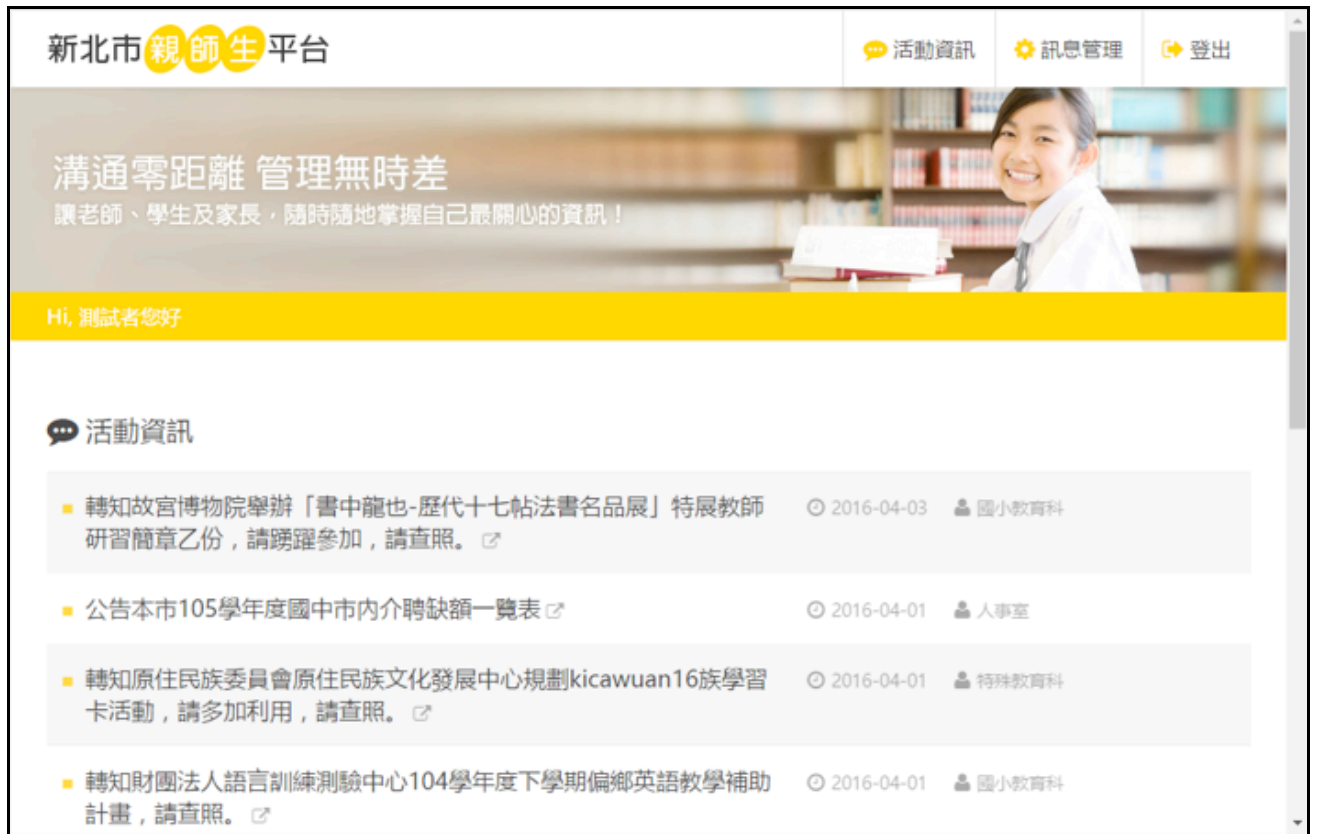 新北市親師生平台
活動資訊
訊息管理
登出
溝通零距離 管理無時差
讓老師、學生及家長，隨時隨地掌握自己最關心的資訊！
Hi, 測試者您好
活動資訊
轉知故宮博物院舉辦「書中龍也-歷代十七帖法書名品展」特展教師
研習簡章乙份，請踴躍參加，請查照。
2016-04-03 國小教育科
公告本市105學年度國中市內介聘缺額一覽表
2016-04-01 人事室
轉知原住民族委員會原住民族文化發展中心規劃kicawuan16族學習
卡活動，請多加利用，請查照。
2016-04-01 特殊教育科
轉知財團法人語言訓練測驗中心104學年度下學期偏鄉英語教學補助
計畫，請查照。
2016-04-01 國小教育科